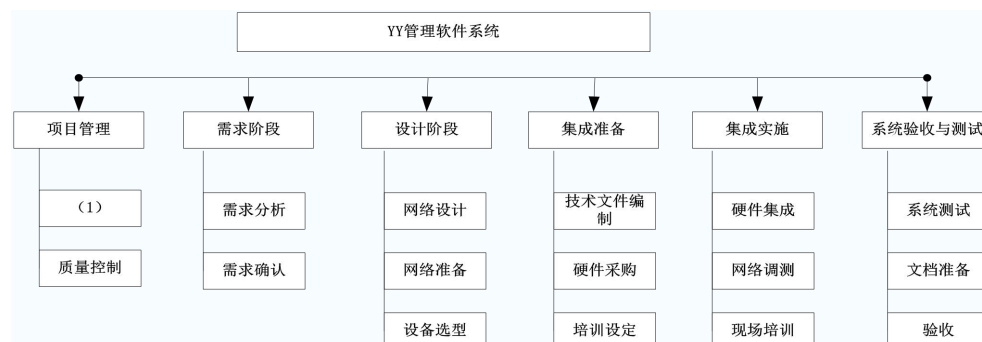 YY管理软件系统
项目管理
需求阶段
设计阶段
集成准备
集成实施
系统验收与测试
（1）
质量控制
需求分析
需求确认
网络设计
网络准备
设备选型
技术文件编
制
硬件采购
培训设定
硬件集成
网络调测
现场培训
系统测试
文档准备
验收